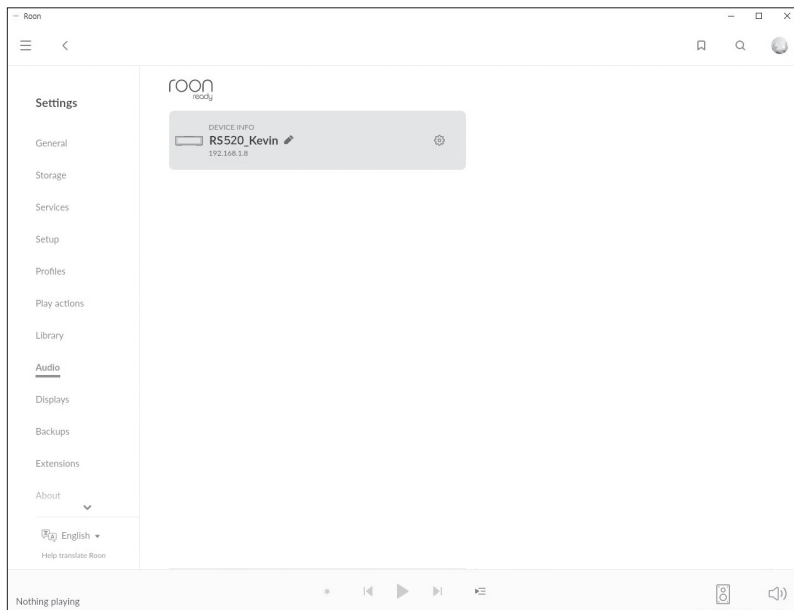 Roon
Settings
General
Storage
Services
Setup
Profiles
Play actions
Library
Audio
Displays
Backups
Extensions
About
English
Help translate Roon
roon
ready
DEVICE INFO
RS520_Kevin
192.168.1.8
Nothing playing